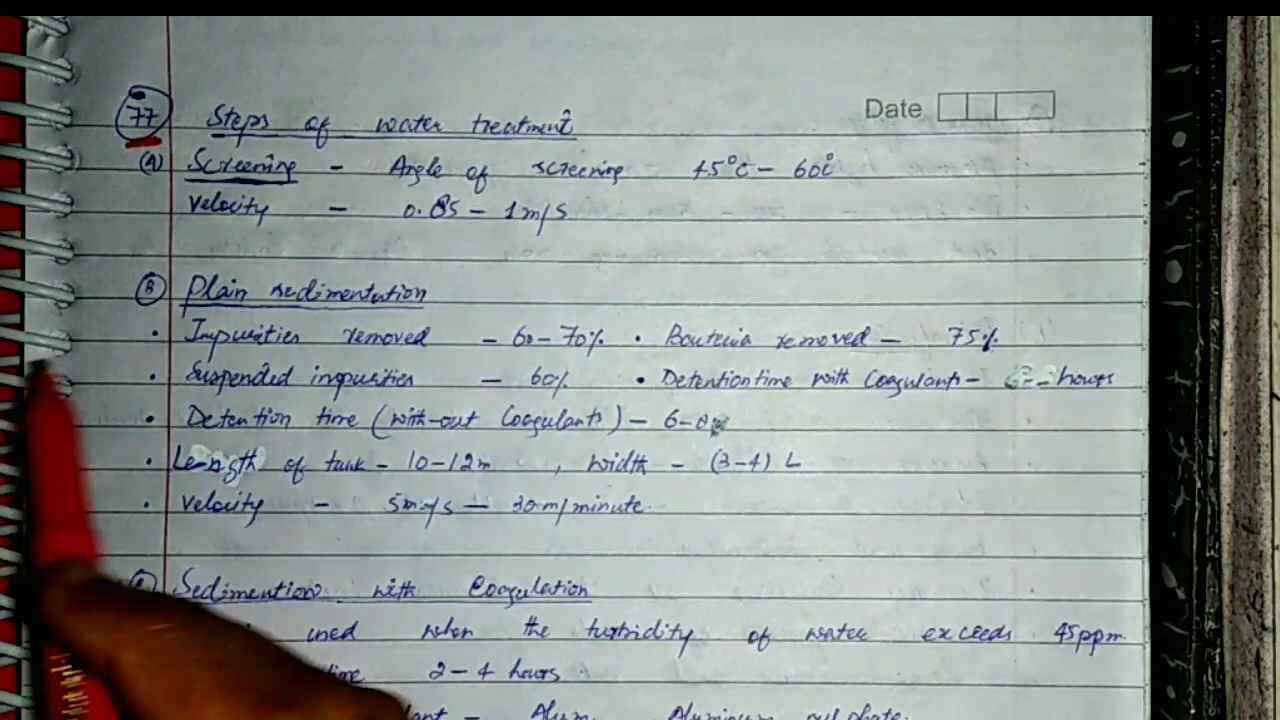 Date
77 Steps of water treatment
(A) Screening - Angle of screening 45°C - 60°
Velocity - 0.85 - 1m/s
(B) Plain sedimentation
• Impurities removed - 60-70% • Bacteria removed - 75%
• Suspended impurities - 60% • Detention time with Coagulants - hours
• Detention time (with-out Coagulants) - 6-8
• Length of tank - 10-12m , width - (3-4) L
• Velocity - - 30m/minute.
Sedimention with Coagulation
used when the turbidity of water exceeds 45ppm
2-4 hours
- Alum, Aluminum sulphate.